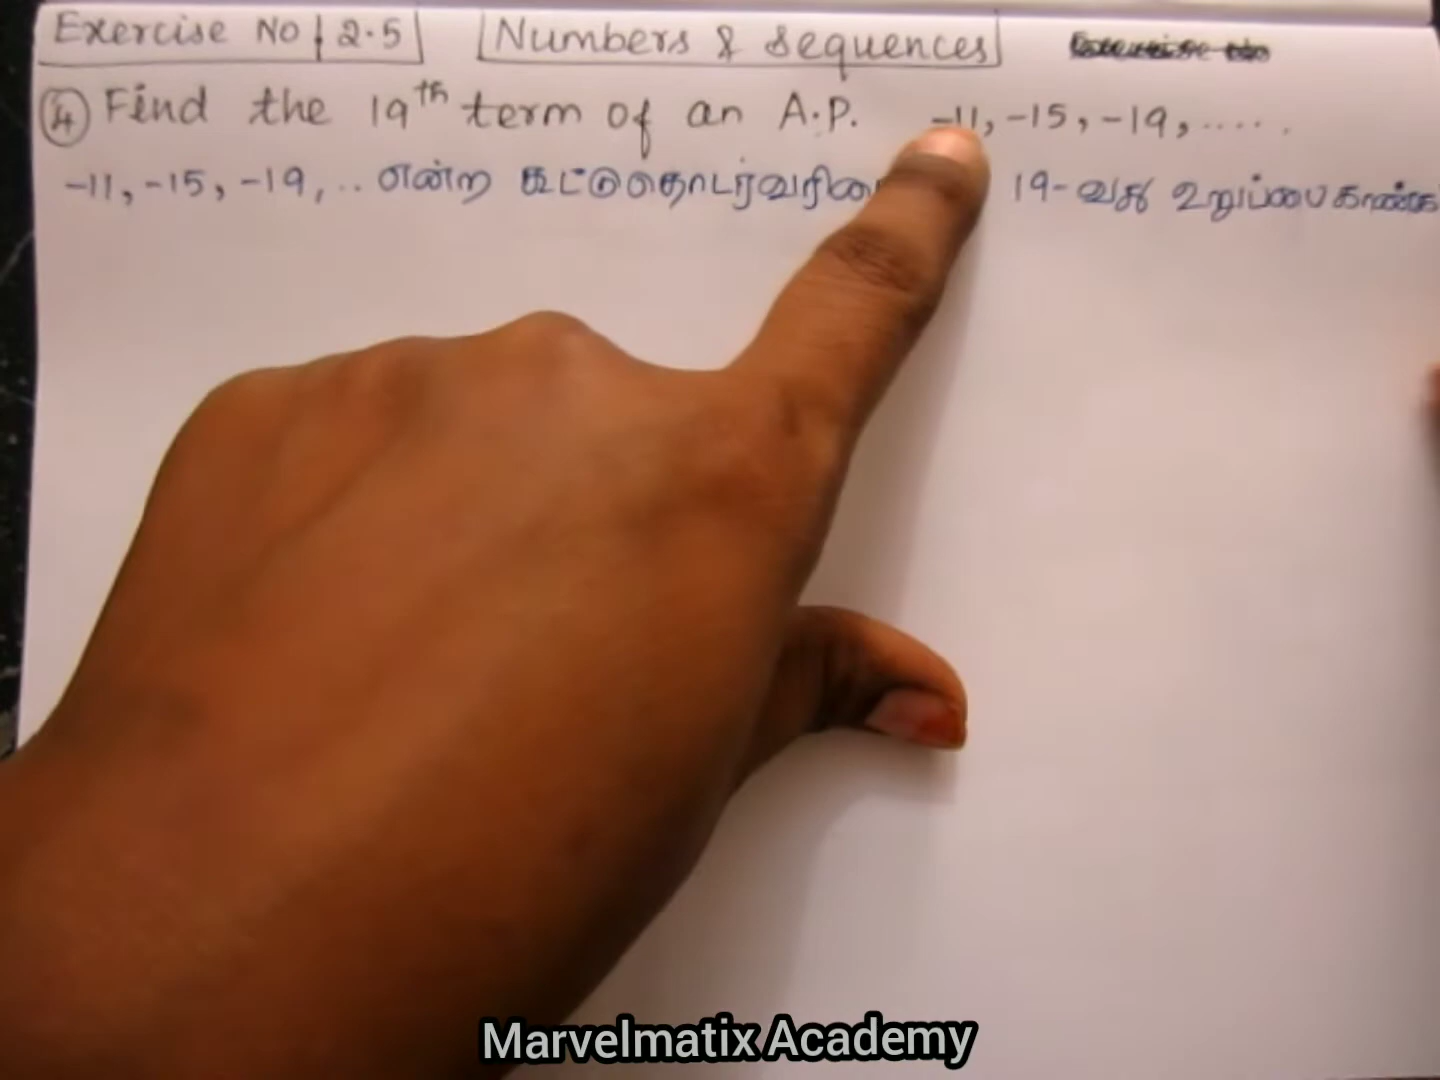 Exercise No | 2.5 Numbers & Sequences
④ Find the 19th term of an A.P. -11, -15, -19, .....
-11, -15, -19, .. என்ற கூட்டுதொடர்வரிசை 19-வது உறுப்பை காண்க
Marvelmatix Academy